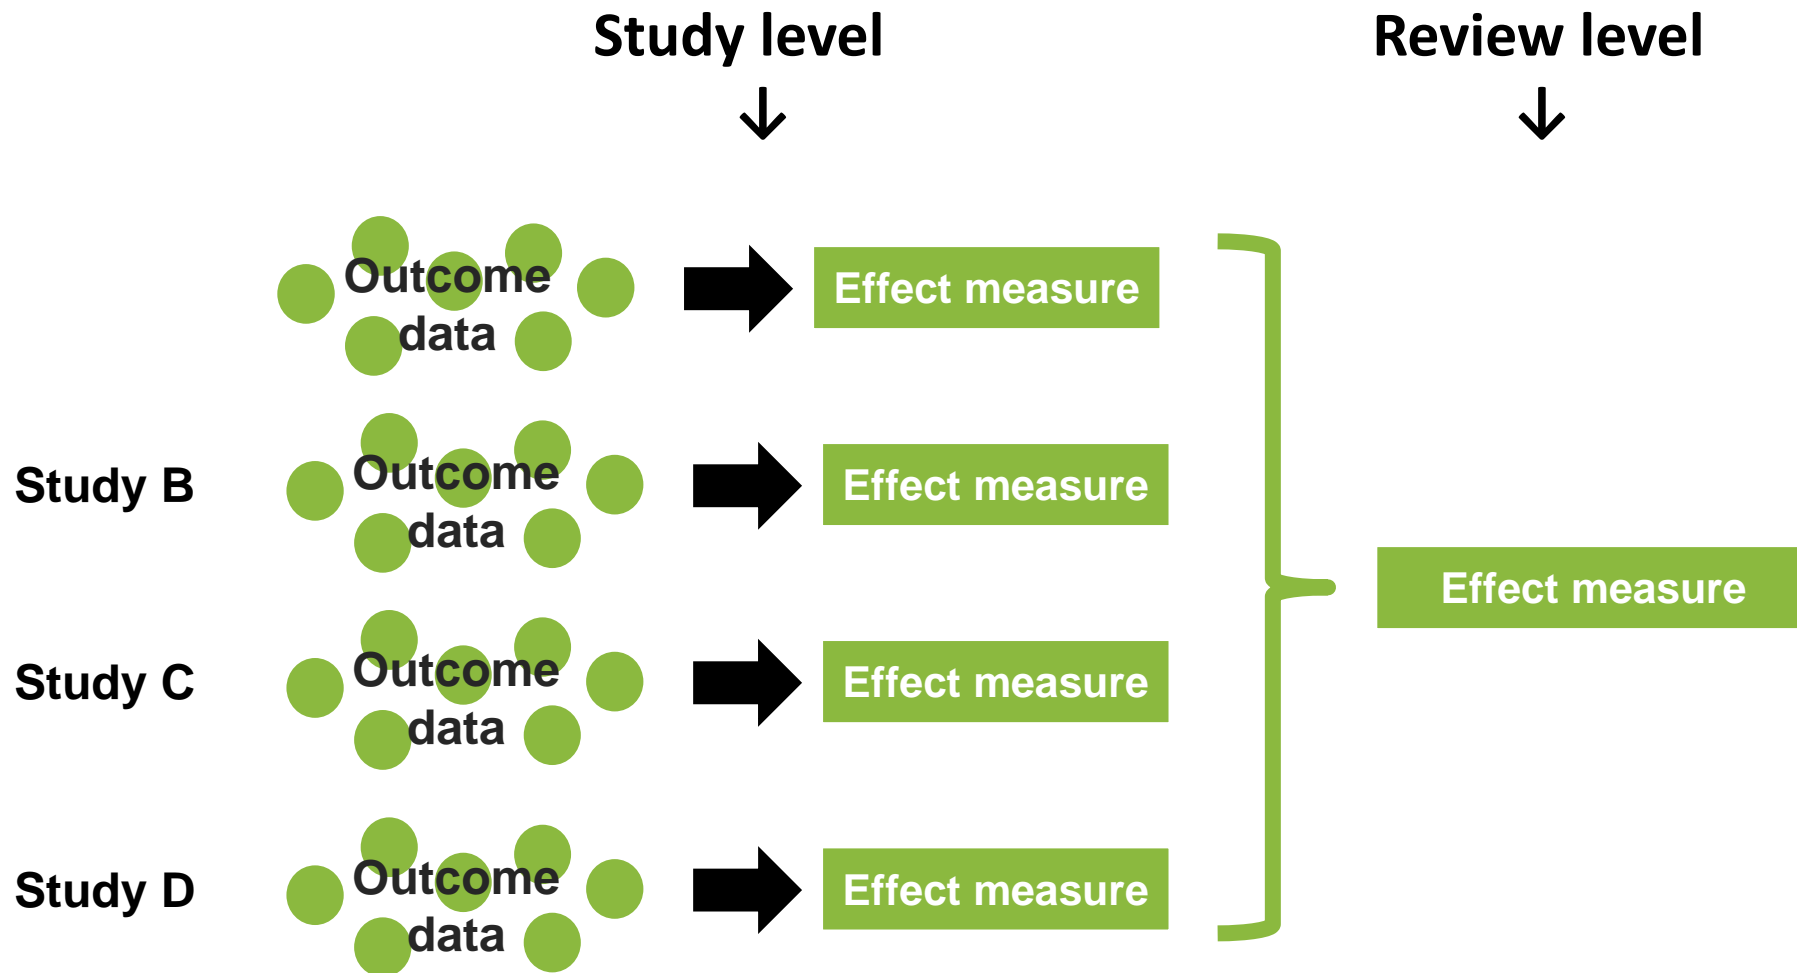 Study level
Review level
Outcome
data
Effect measure
Study B
Outcome
data
Effect measure
Effect measure
Study C
Outcome
data
Effect measure
Study D
Outcome
data
Effect measure